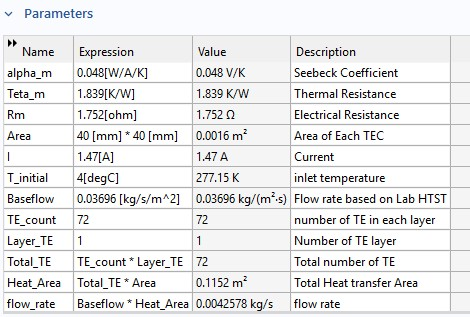 Parameters
Name Expression Value Description
alpha_m 0.048[W/A/K] 0.048 V/K Seebeck Coefficient
Teta_m 1.839[K/W] 1.839 K/W Thermal Resistance
Rm 1.752[ohm] 1.752 Ω Electrical Resistance
Area 40 [mm] * 40 [mm] 0.0016 m² Area of Each TEC
I 1.47[A] 1.47 A Current
T_initial 4[degC] 277.15 K inlet temperature
Baseflow 0.03696 [kg/s/m^2] 0.03696 kg/(m²·s) Flow rate based on Lab HTST
TE_count 72 72 number of TE in each layer
Layer_TE 1 1 Number of TE layer
Total_TE TE_count * Layer_TE 72 Total number of TE
Heat_Area Total_TE * Area 0.1152 m² Total Heat transfer Area
flow_rate Baseflow * Heat_Area 0.0042578 kg/s flow rate